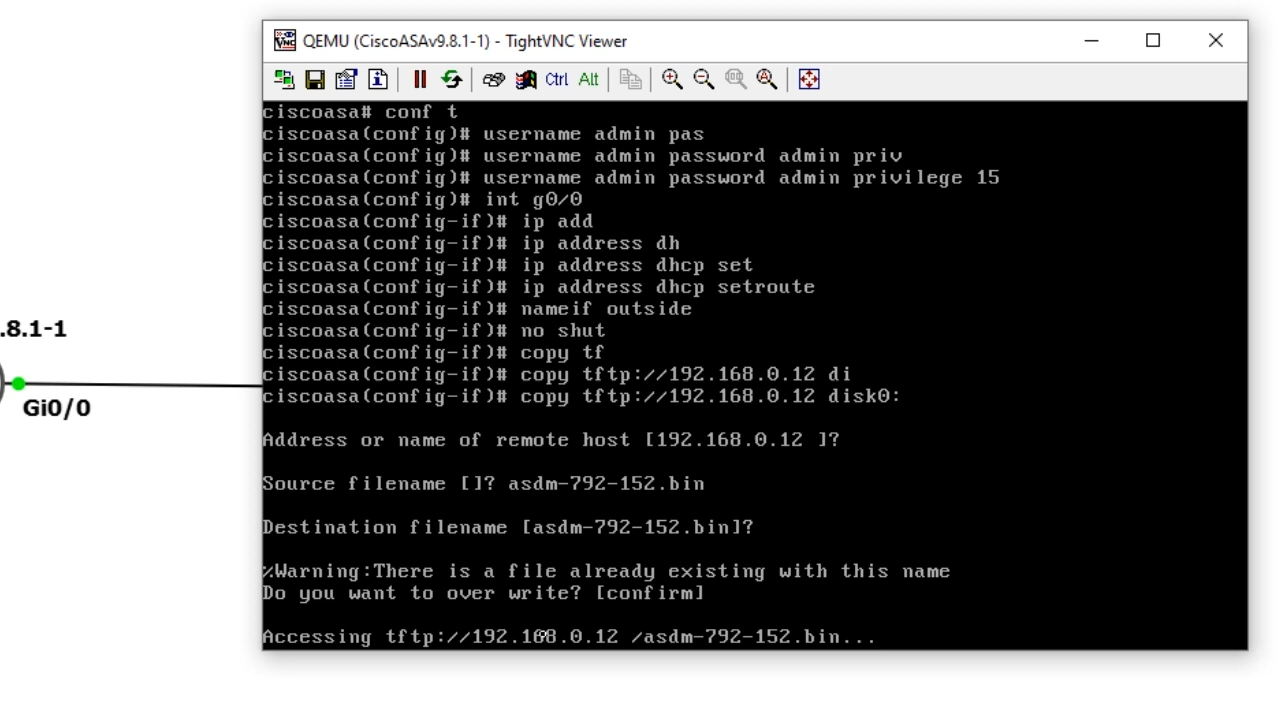 QEMU (CiscoASAv9.8.1-1) - TightVNC Viewer
Ctrl Alt
ciscoasa# conf t
ciscoasa(config)# username admin pas
ciscoasa(config)# username admin password admin priv
ciscoasa(config)# username admin password admin privilege 15
ciscoasa(config)# int g0/0
ciscoasa(config-if)# ip add
ciscoasa(config-if)# ip address dh
ciscoasa(config-if)# ip address dhcp set
ciscoasa(config-if)# ip address dhcp setroute
ciscoasa(config-if)# nameif outside
ciscoasa(config-if)# no shut
ciscoasa(config-if)# copy tf
ciscoasa(config-if)# copy tftp://192.168.0.12 di
ciscoasa(config-if)# copy tftp://192.168.0.12 disk0:
Address or name of remote host [192.168.0.12 ]?
Source filename []? asdm-792-152.bin
Destination filename [asdm-792-152.bin]?
%Warning:There is a file already existing with this name
Do you want to over write? [confirm]
Accessing tftp://192.168.0.12 /asdm-792-152.bin...
.8.1-1
Gi0/0